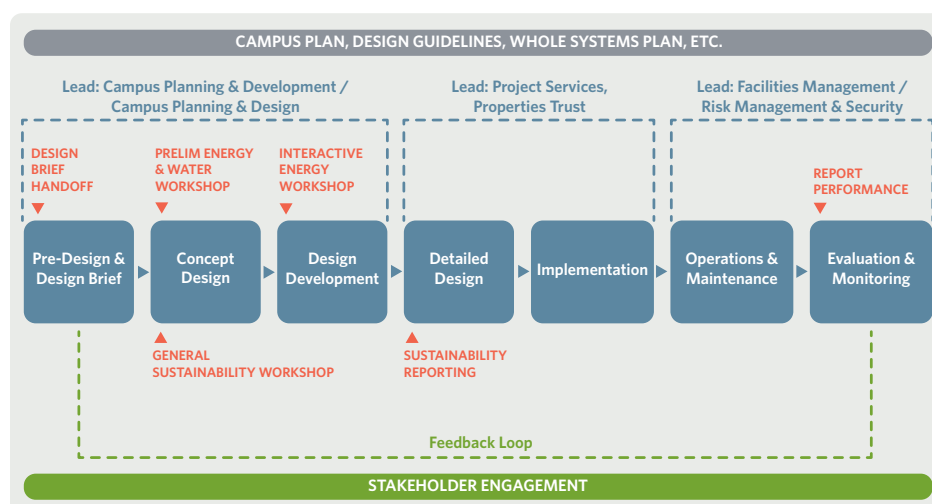 CAMPUS PLAN, DESIGN GUIDELINES, WHOLE SYSTEMS PLAN, ETC.
Lead: Campus Planning & Development /
Campus Planning & Design
Lead: Project Services,
Properties Trust
Lead: Facilities Management /
Risk Management & Security
DESIGN
BRIEF
HANDOFF
PRELIM ENERGY
& WATER
WORKSHOP
INTERACTIVE
ENERGY
WORKSHOP
REPORT
PERFORMANCE
Pre-Design &
Design Brief
Concept
Design
Design
Development
Detailed
Design
Implementation
Operations &
Maintenance
Evaluation &
Monitoring
GENERAL
SUSTAINABILITY WORKSHOP
SUSTAINABILITY
REPORTING
Feedback Loop
STAKEHOLDER ENGAGEMENT